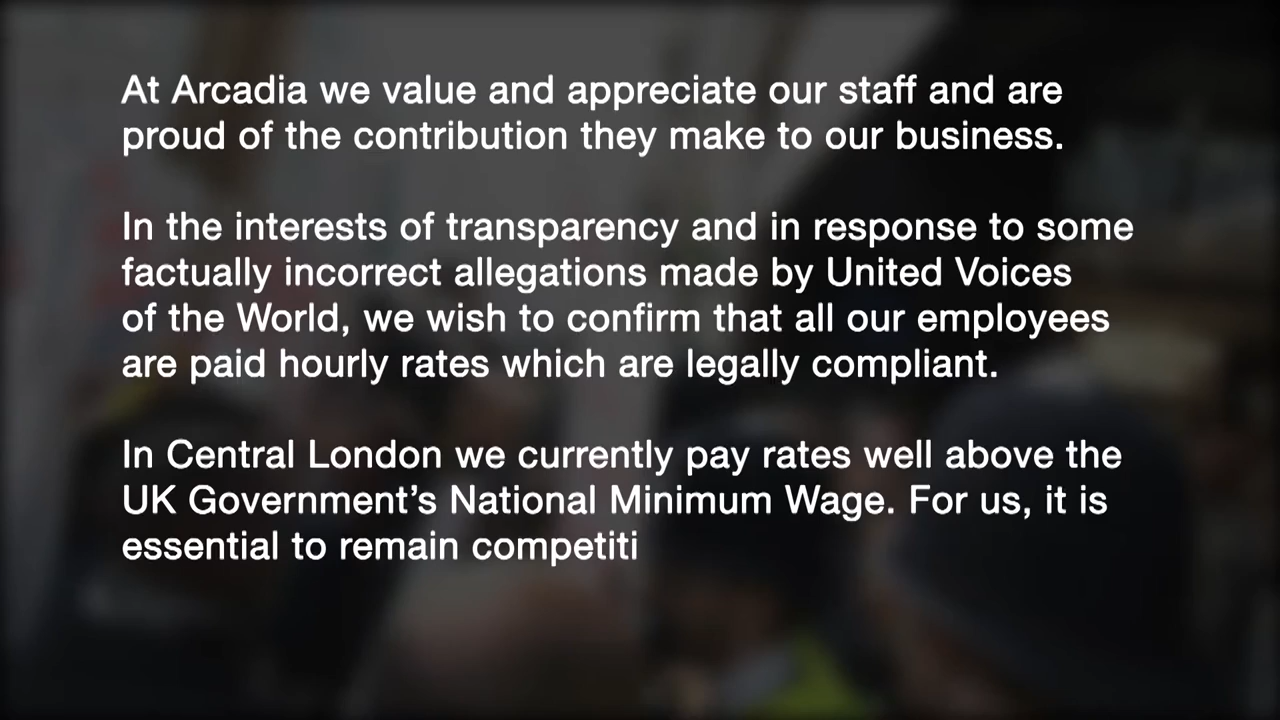 At Arcadia we value and appreciate our staff and are
proud of the contribution they make to our business.
In the interests of transparency and in response to some
factually incorrect allegations made by United Voices
of the World, we wish to confirm that all our employees
are paid hourly rates which are legally compliant.
In Central London we currently pay rates well above the
UK Government’s National Minimum Wage. For us, it is
essential to remain competiti